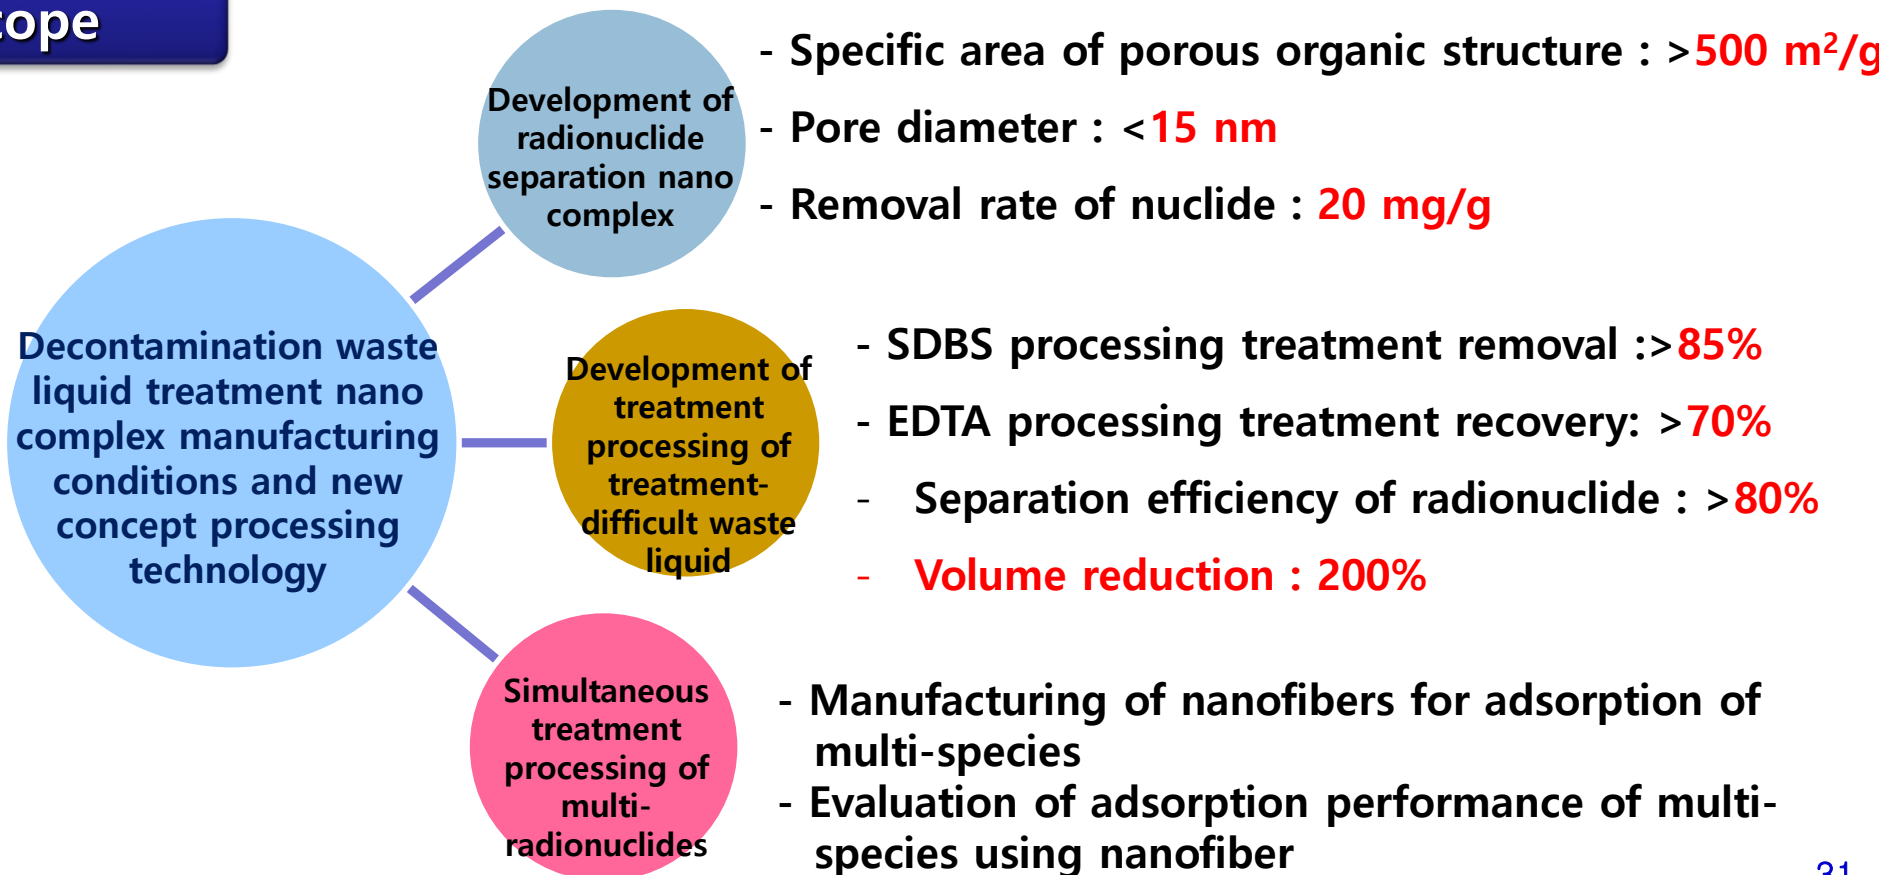 cope
Development of
radionuclide
separation nano
complex
- Specific area of porous organic structure : >500 m²/g
- Pore diameter : <15 nm
- Removal rate of nuclide : 20 mg/g
Decontamination waste
liquid treatment nano
complex manufacturing
conditions and new
concept processing
technology
Development of
treatment
processing of
treatment-
difficult waste
liquid
- SDBS processing treatment removal :>85%
- EDTA processing treatment recovery: >70%
- Separation efficiency of radionuclide : >80%
- Volume reduction : 200%
Simultaneous
treatment
processing of
multi-
radionuclides
- Manufacturing of nanofibers for adsorption of
multi-species
- Evaluation of adsorption performance of multi-
species using nanofiber
31